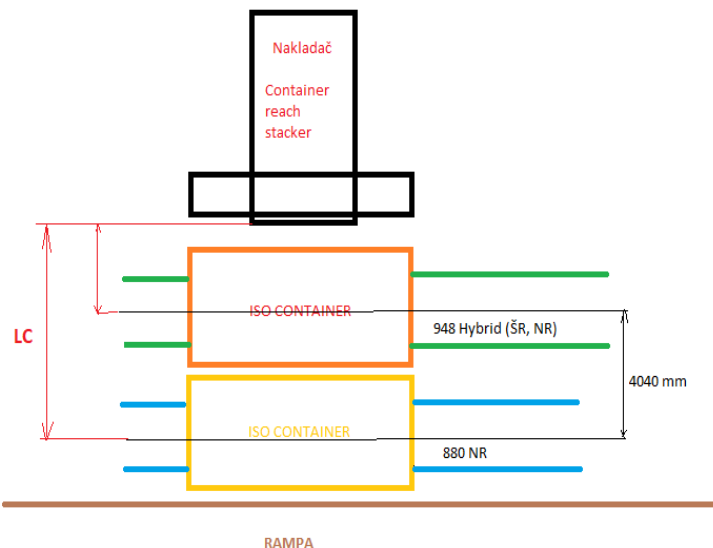 Nakladač
Container
reach
stacker
ISO CONTAINER
948 Hybrid (ŠR, NR)
LC
4040 mm
ISO CONTAINER
880 NR
RAMPA